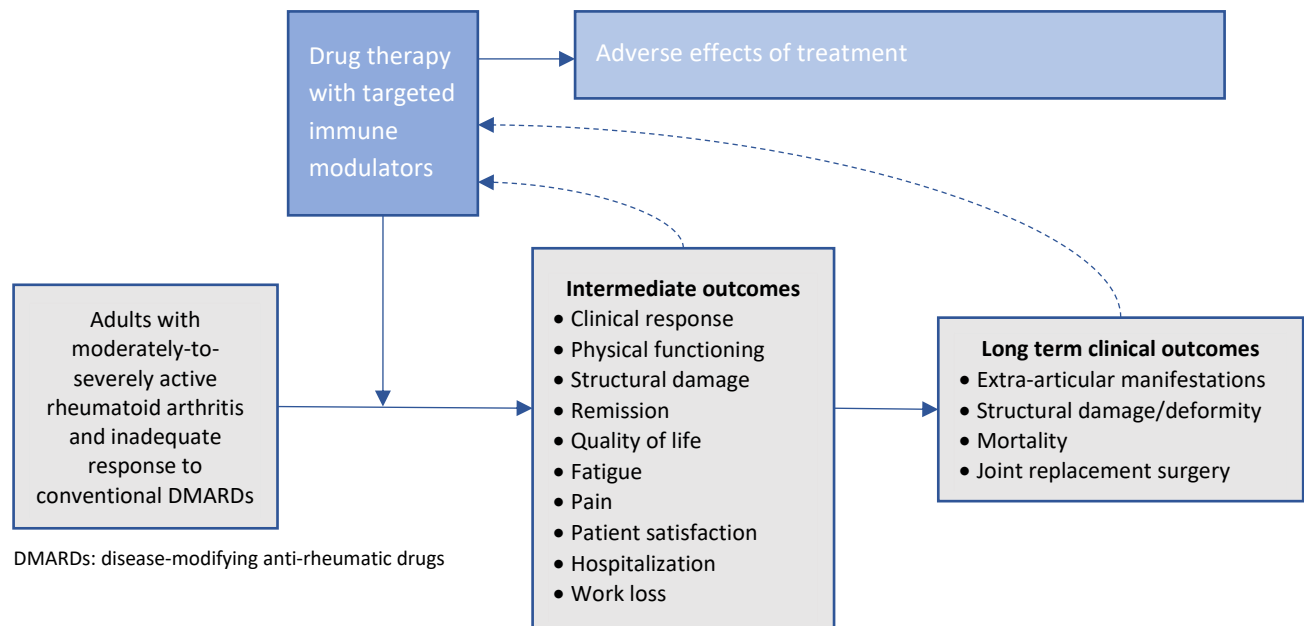 Drug therapy
with targeted
immune
modulators
Adverse effects of treatment
Adults with
moderately-to-
severely active
rheumatoid arthritis
and inadequate
response to
conventional DMARDs
Intermediate outcomes
• Clinical response
• Physical functioning
• Structural damage
• Remission
• Quality of life
• Fatigue
• Pain
• Patient satisfaction
• Hospitalization
• Work loss
Long term clinical outcomes
• Extra-articular manifestations
• Structural damage/deformity
• Mortality
• Joint replacement surgery
DMARDs: disease-modifying anti-rheumatic drugs